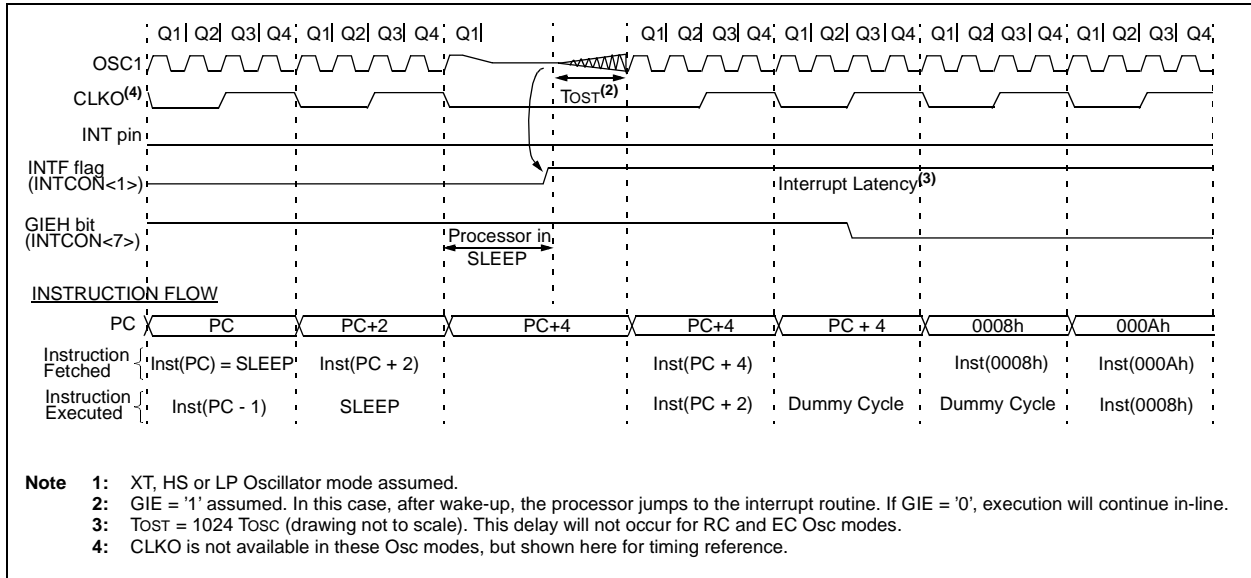 Q1 Q2 Q3 Q4 Q1 Q2 Q3 Q4 Q1 Q1 Q2 Q3 Q4 Q1 Q2 Q3 Q4 Q1 Q2 Q3 Q4 Q1 Q2 Q3 Q4
OSC1
CLKO(4)
TOST(2)
INT pin
INTF flag
(INTCON<1>)
Interrupt Latency(3)
GIEH bit
(INTCON<7>)
Processor in
SLEEP
INSTRUCTION FLOW
PC PC PC+2 PC+4 PC+4 PC + 4 0008h 000Ah
Instruction
Fetched
Inst(PC) = SLEEP Inst(PC + 2) Inst(PC + 4) Inst(0008h) Inst(000Ah)
Instruction
Executed
Inst(PC - 1) SLEEP Inst(PC + 2) Dummy Cycle Dummy Cycle Inst(0008h)
Note 1: XT, HS or LP Oscillator mode assumed.
2: GIE = '1' assumed. In this case, after wake-up, the processor jumps to the interrupt routine. If GIE = '0', execution will continue in-line.
3: TOST = 1024 TOSC (drawing not to scale). This delay will not occur for RC and EC Osc modes.
4: CLKO is not available in these Osc modes, but shown here for timing reference.